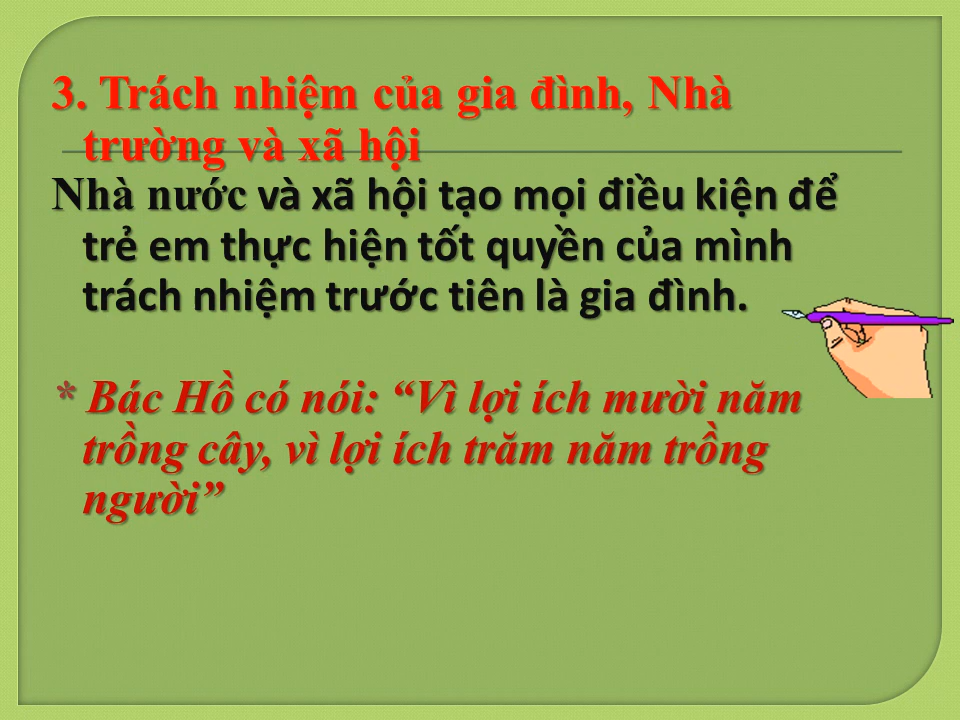 3. Trách nhiệm của gia đình, Nhà
trường và xã hội
Nhà nước và xã hội tạo mọi điều kiện để
trẻ em thực hiện tốt quyền của mình
trách nhiệm trước tiên là gia đình.
* Bác Hồ có nói: “Vì lợi ích mười năm
trồng cây, vì lợi ích trăm năm trồng
người”